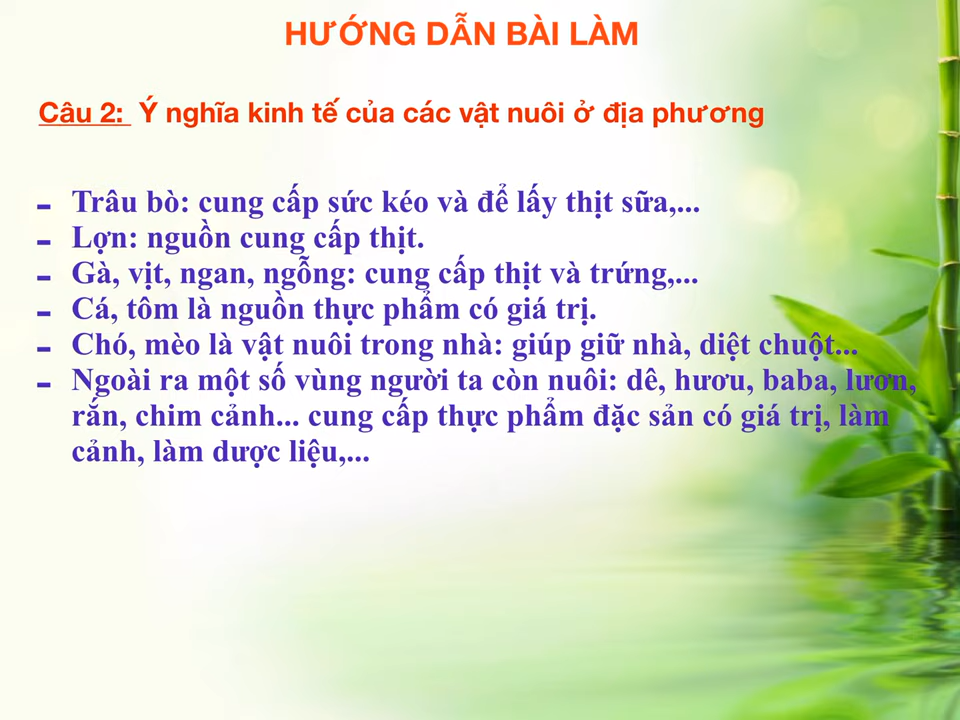 HƯỚNG DẪN BÀI LÀM
Câu 2: Ý nghĩa kinh tế của các vật nuôi ở địa phương
- Trâu bò: cung cấp sức kéo và để lấy thịt sữa,...
- Lợn: nguồn cung cấp thịt.
- Gà, vịt, ngan, ngỗng: cung cấp thịt và trứng,...
- Cá, tôm là nguồn thực phẩm có giá trị.
- Chó, mèo là vật nuôi trong nhà: giúp giữ nhà, diệt chuột...
- Ngoài ra một số vùng người ta còn nuôi: dê, hươu, baba, lươn,
rắn, chim cảnh... cung cấp thực phẩm đặc sản có giá trị, làm
cảnh, làm dược liệu,...